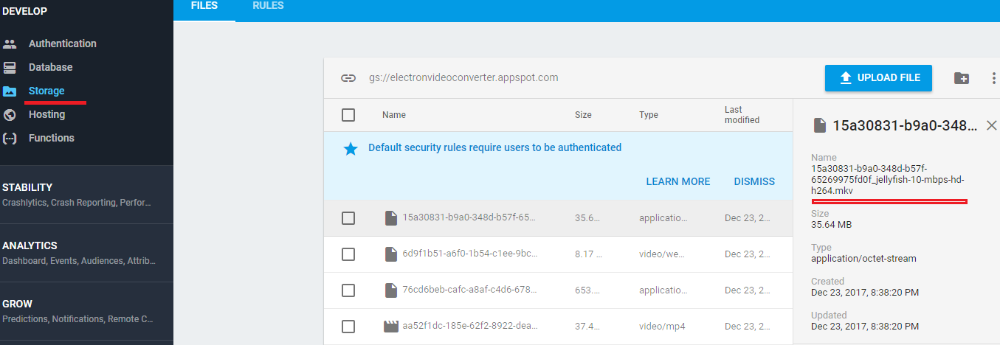 DEVELOP
Authentication
Database
Storage
Hosting
Functions
STABILITY
Crashlytics, Crash Reporting, Perfor...
ANALYTICS
Dashboard, Events, Audiences, Attrib...
GROW
Predictions, Notifications, Remote C...
FILES RULES
gs://electronvideoconverter.appspot.com
UPLOAD FILE
Name Size Type Last modified
Default security rules require users to be authenticated
LEARN MORE DISMISS
15a30831-b9a0-348d-b57f-65... 35.6... applicatio... Dec 23, 2...
6d9f1b51-a6f0-1b54-c1ee-9bc... 8.17 ... video/we... Dec 23, 2...
76cd6beb-cafc-a8af-c4d6-678... 653.... applicatio... Dec 23, 2...
aa52f1dc-185e-62f2-8922-dea... 37.4... video/mp4 Dec 23, 2...
15a30831-b9a0-348...
Name
15a30831-b9a0-348d-b57f-
65269975fd0f_jellyfish-10-mbps-hd-
h264.mkv
Size
35.64 MB
Type
application/octet-stream
Created
Dec 23, 2017, 8:38:20 PM
Updated
Dec 23, 2017, 8:38:20 PM